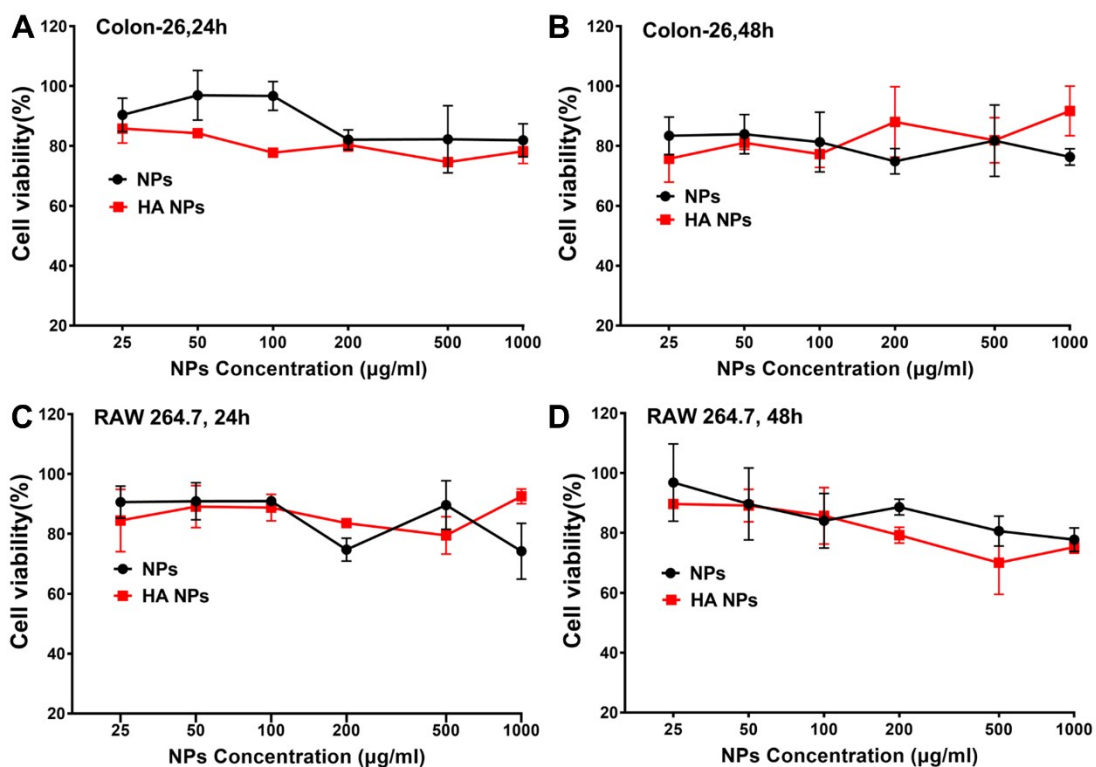 A
Colon-26,24h
120
100
80
60
40
20
Cell viability(%)
NPs
HA NPs
25 50 100 200 500 1000
NPs Concentration (µg/ml)
B
Colon-26,48h
120
100
80
60
40
20
Cell viability(%)
NPs
HA NPs
25 50 100 200 500 1000
NPs Concentration (µg/ml)
C
RAW 264.7, 24h
120
100
80
60
40
20
Cell viability(%)
NPs
HA NPs
25 50 100 200 500 1000
NPs Concentration (µg/ml)
D
RAW 264.7, 48h
120
100
80
60
40
20
Cell viability(%)
NPs
HA NPs
25 50 100 200 500 1000
NPs Concentration (µg/ml)